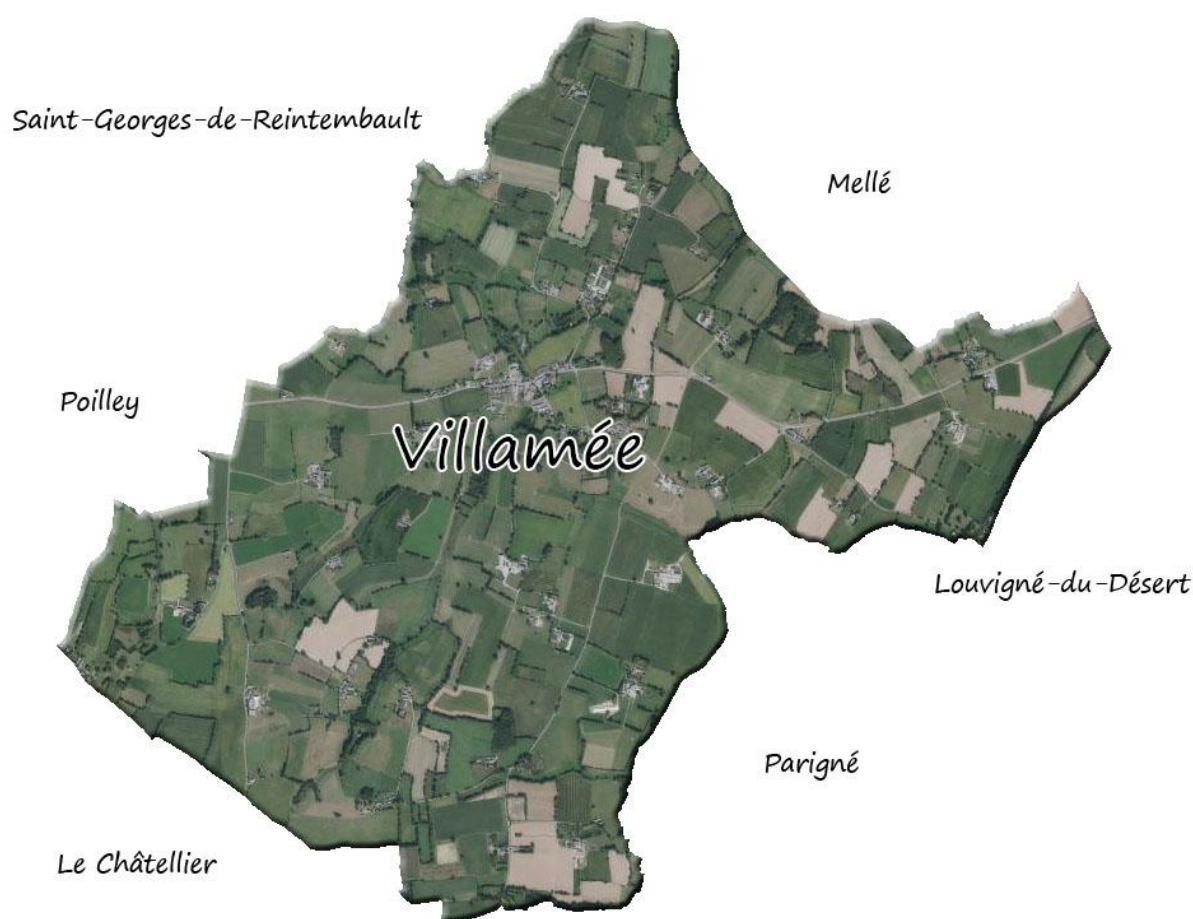 Saint-Georges-de-Reintembault
Mellé
Poilley
Villamée
Louvigné-du-Désert
Parigné
Le Châtellier